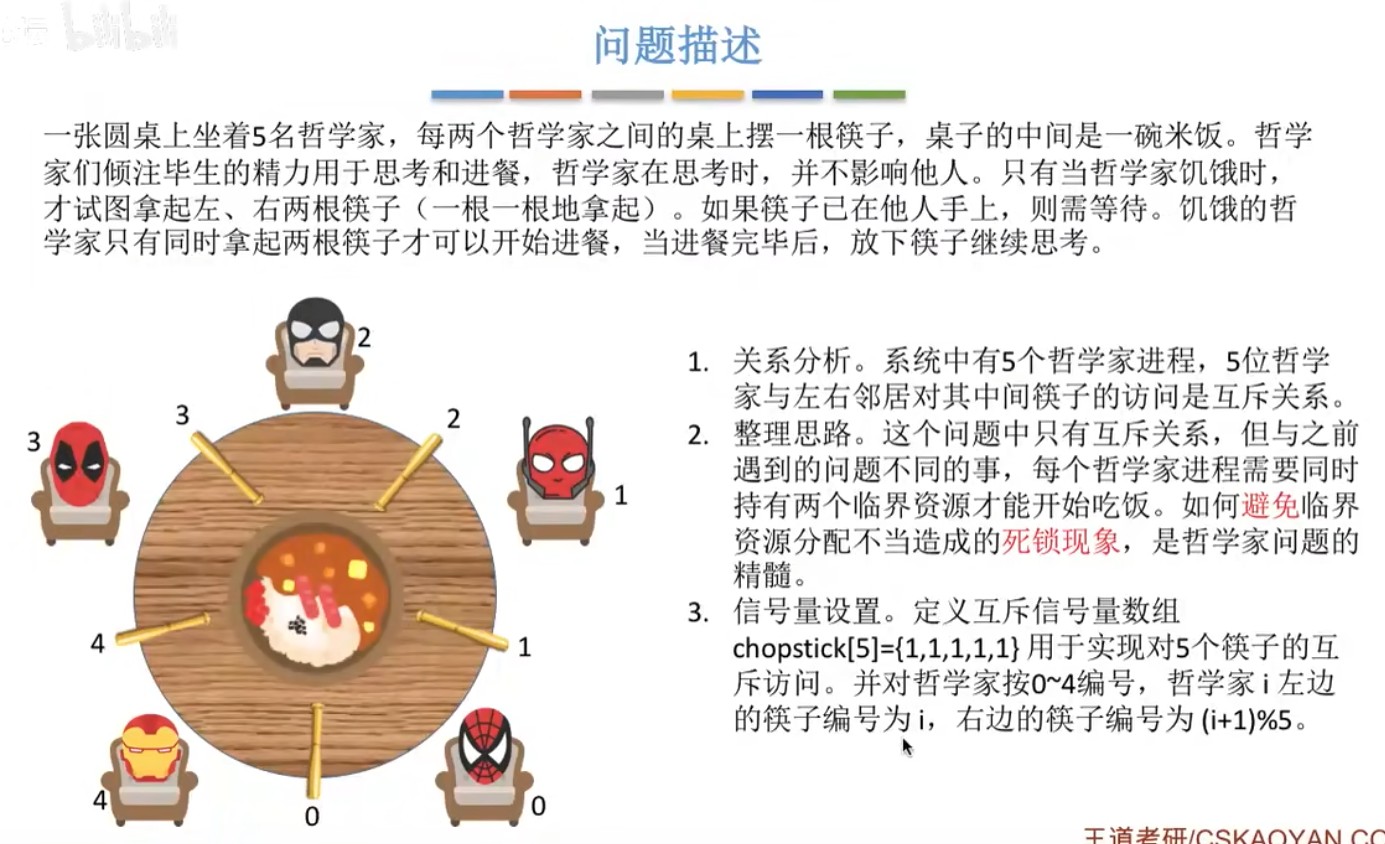 bilibili
问题描述
一张圆桌上坐着5名哲学家，每两个哲学家之间的桌上摆一根筷子，桌子的中间是一碗米饭。哲学
家们倾注毕生的精力用于思考和进餐，哲学家在思考时，并不影响他人。只有当哲学家饥饿时，
才试图拿起左、右两根筷子（一根一根地拿起）。如果筷子已在他人手上，则需等待。饥饿的哲
学家只有同时拿起两根筷子才可以开始进餐，当进餐完毕后，放下筷子继续思考。
2
3
2
3
1
4
1
4
0
0
1. 关系分析。系统中有5个哲学家进程，5位哲学
家与左右邻居对其中间筷子的访问是互斥关系。
2. 整理思路。这个问题中只有互斥关系，但与之前
遇到的问题不同的事，每个哲学家进程需要同时
持有两个临界资源才能开始吃饭。如何避免临界
资源分配不当造成的死锁现象，是哲学家问题的
精髓。
3. 信号量设置。定义互斥信号量数组
chopstick[5]={1,1,1,1,1} 用于实现对5个筷子的互
斥访问。并对哲学家按0~4编号，哲学家 i 左边
的筷子编号为 i，右边的筷子编号为 (i+1)%5。
王道考研/CSKAOYAN.CO